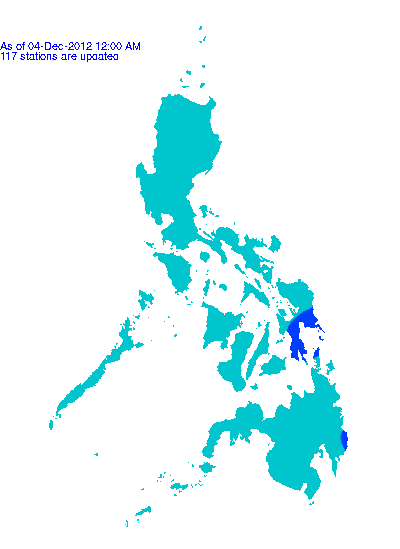 As of 04-Dec-2012 12:00 AM
117 stations are updated